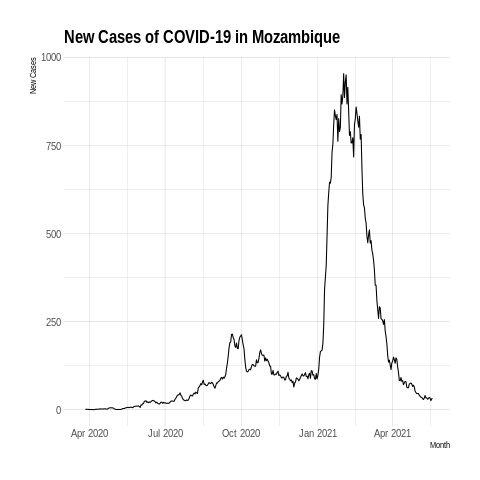 New Cases of COVID-19 in Mozambique
New Cases
1000
750
500
250
0
Apr 2020 Jul 2020 Oct 2020 Jan 2021 Apr 2021
Month